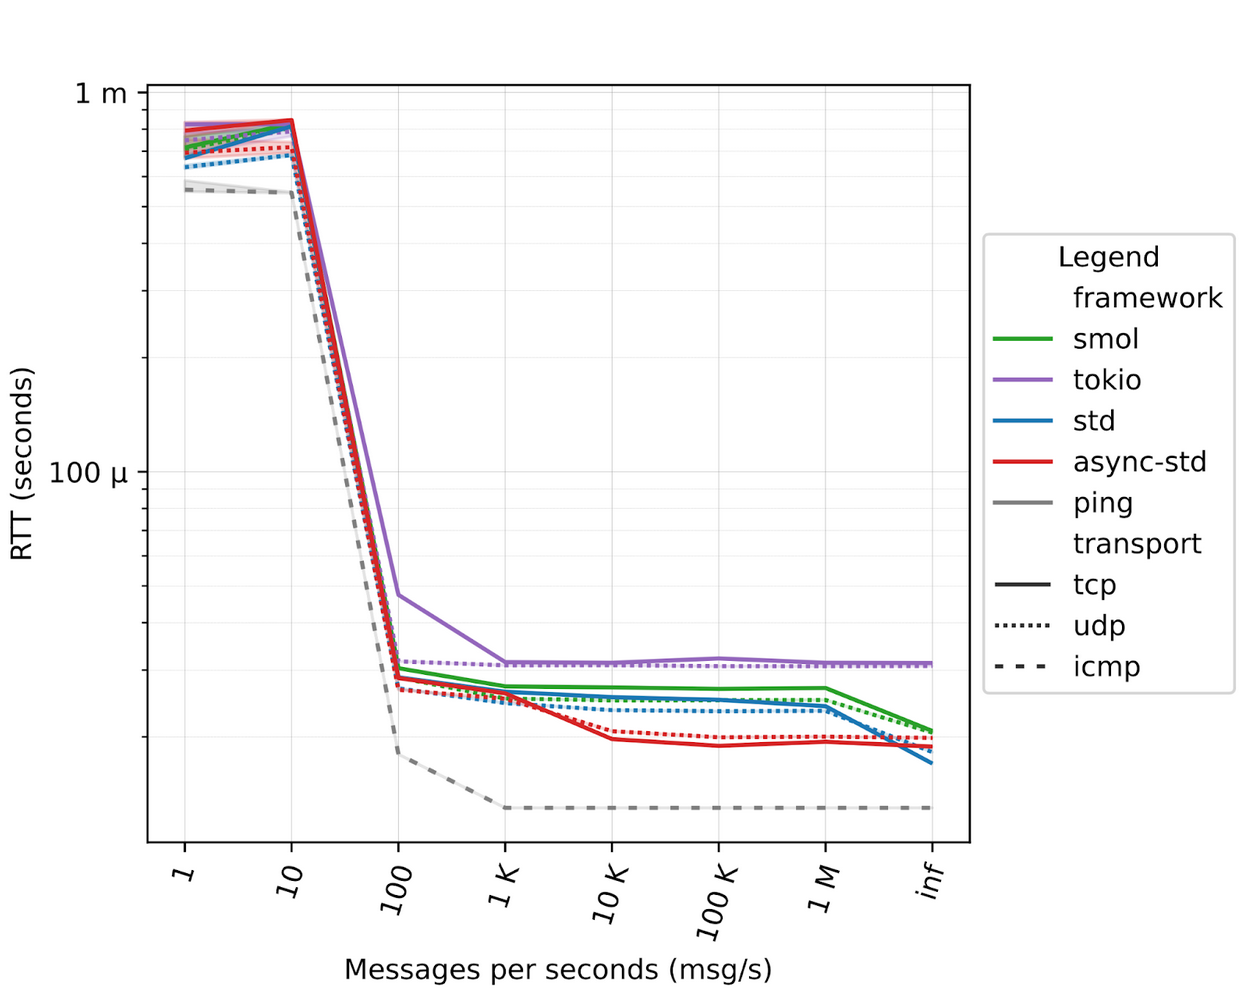 1 m
100 µ
RTT (seconds)
1
10
100
1 K
10 K
100 K
1 M
inf
Messages per seconds (msg/s)
Legend
framework
smol
tokio
std
async-std
ping
transport
tcp
udp
icmp